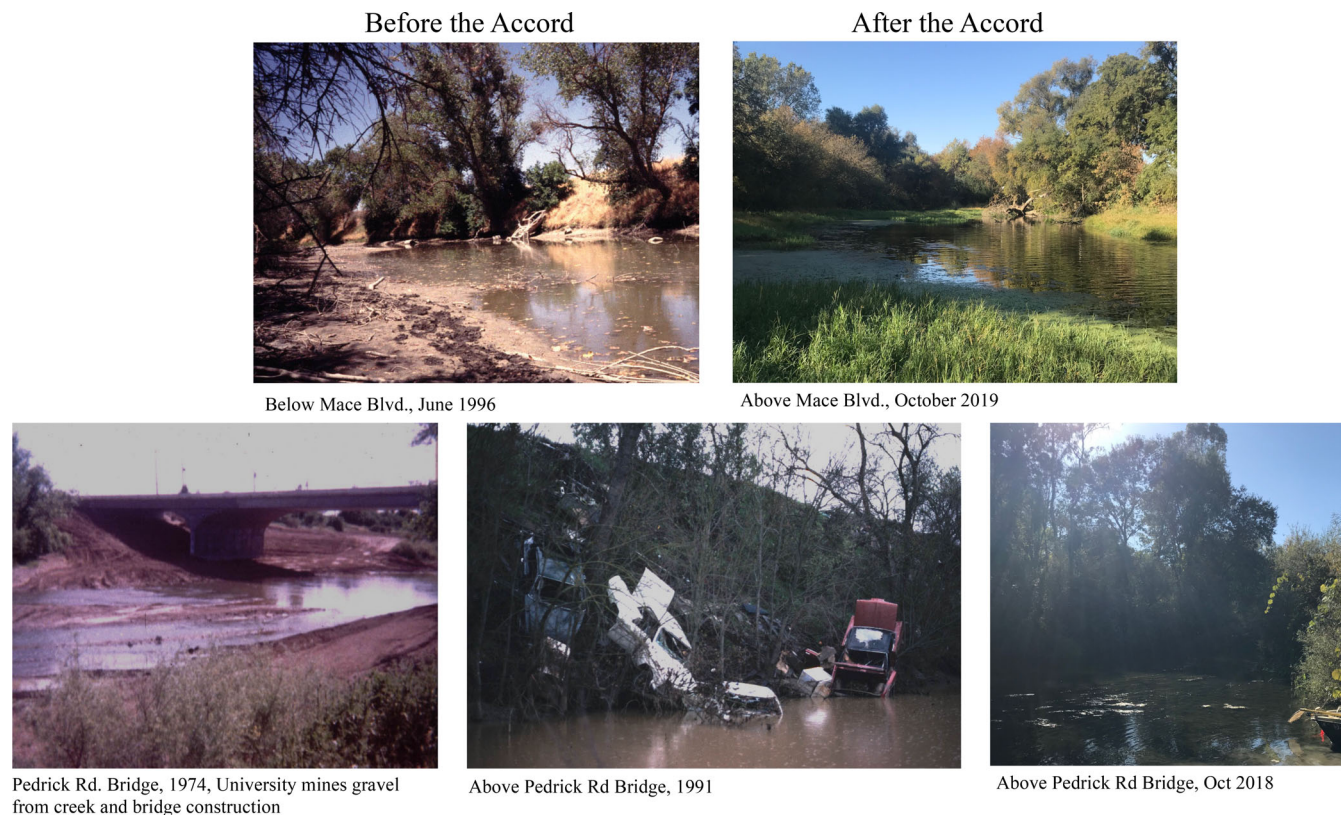 Before the Accord
After the Accord
Below Mace Blvd., June 1996
Above Mace Blvd., October 2019
Pedrick Rd. Bridge, 1974, University mines gravel
from creek and bridge construction
Above Pedrick Rd Bridge, 1991
Above Pedrick Rd Bridge, Oct 2018